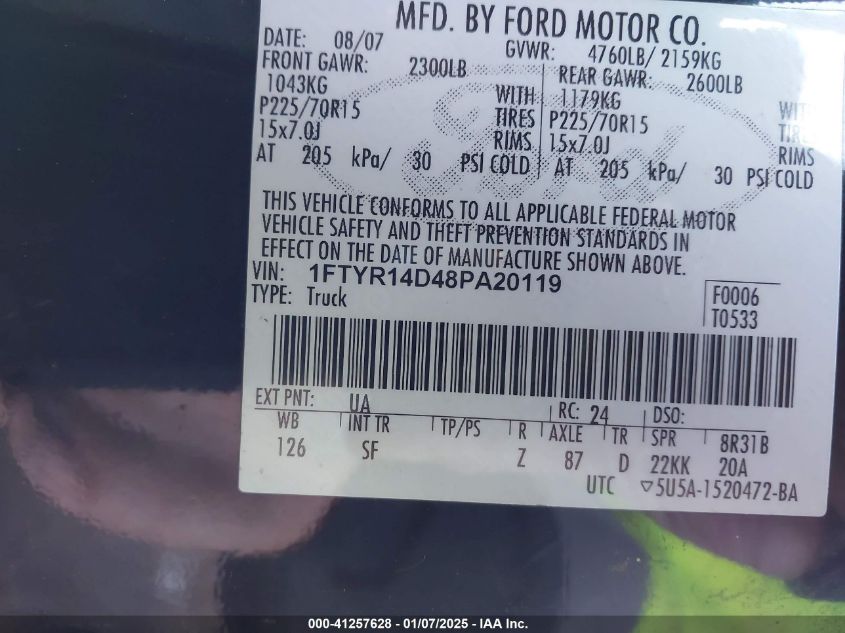 MFD. BY FORD MOTOR CO.
DATE: 08/07 GVWR: 4760LB/ 2159KG
FRONT GAWR: 2300LB REAR GAWR: 2600LB
1043KG WITH 1179KG WITH
P225/70R15 TIRES P225/70R15 TIRES
15x7.0J RIMS 15x7.0J RIMS
AT 205 kPa/ 30 PSI COLD AT 205 kPa/ 30 PSI COLD
Ford
THIS VEHICLE CONFORMS TO ALL APPLICABLE FEDERAL MOTOR
VEHICLE SAFETY AND THEFT PREVENTION STANDARDS IN
EFFECT ON THE DATE OF MANUFACTURE SHOWN ABOVE.
VIN: 1FTYR14D48PA20119
TYPE: Truck F0006
T0533
EXT PNT: UA RC: 24 DSO:
WB INT TR TP/PS R AXLE TR SPR 8R31B
126 SF Z 87 D 22KK 20A
UTC ▽5U5A-1520472-BA
000-41257628 - 01/07/2025 - IAA Inc.